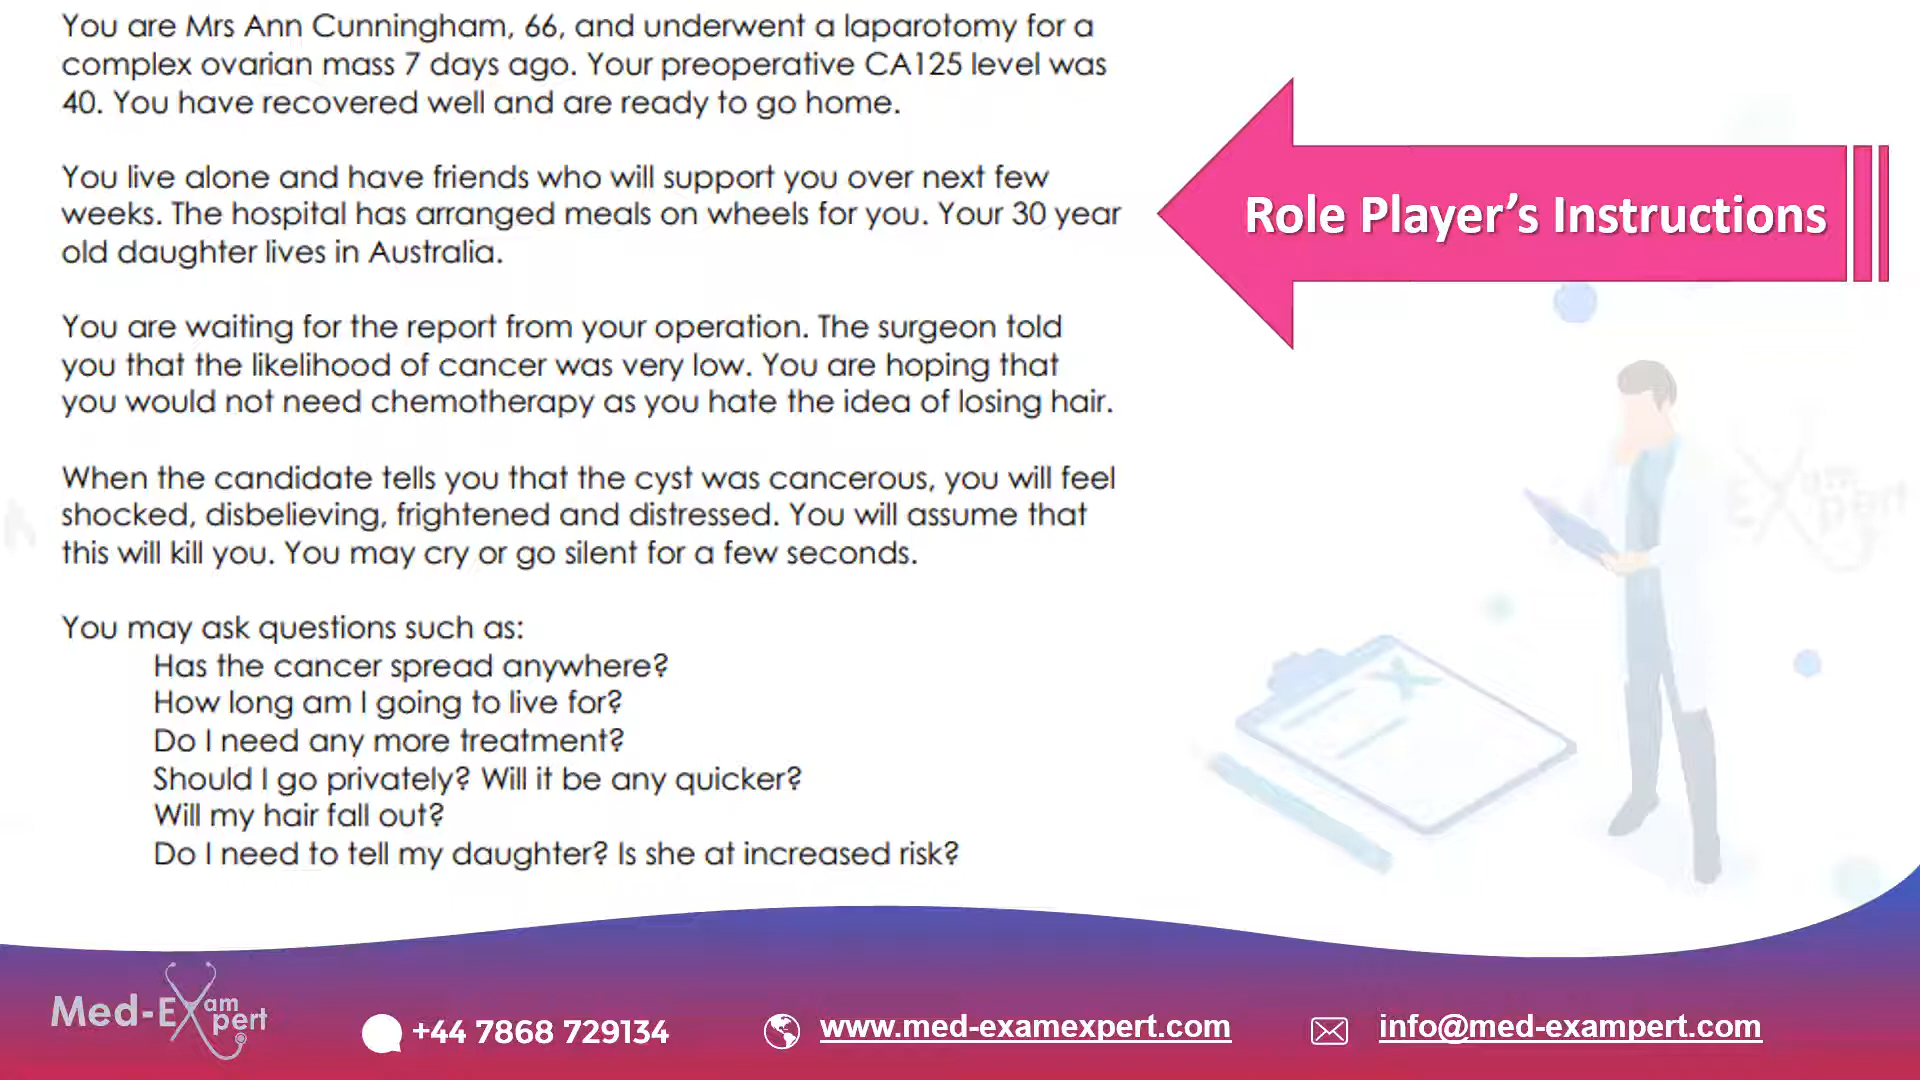 You are Mrs Ann Cunningham, 66, and underwent a laparotomy for a
complex ovarian mass 7 days ago. Your preoperative CA125 level was
40. You have recovered well and are ready to go home.
You live alone and have friends who will support you over next few
weeks. The hospital has arranged meals on wheels for you. Your 30 year
old daughter lives in Australia.
You are waiting for the report from your operation. The surgeon told
you that the likelihood of cancer was very low. You are hoping that
you would not need chemotherapy as you hate the idea of losing hair.
When the candidate tells you that the cyst was cancerous, you will feel
shocked, disbelieving, frightened and distressed. You will assume that
this will kill you. You may cry or go silent for a few seconds.
You may ask questions such as:
Has the cancer spread anywhere?
How long am I going to live for?
Do I need any more treatment?
Should I go privately? Will it be any quicker?
Will my hair fall out?
Do I need to tell my daughter? Is she at increased risk?
Role Player's Instructions
Exam
Expert
Med-Exam
Expert
+44 7868 729134
www.med-examexpert.com
info@med-exampert.com